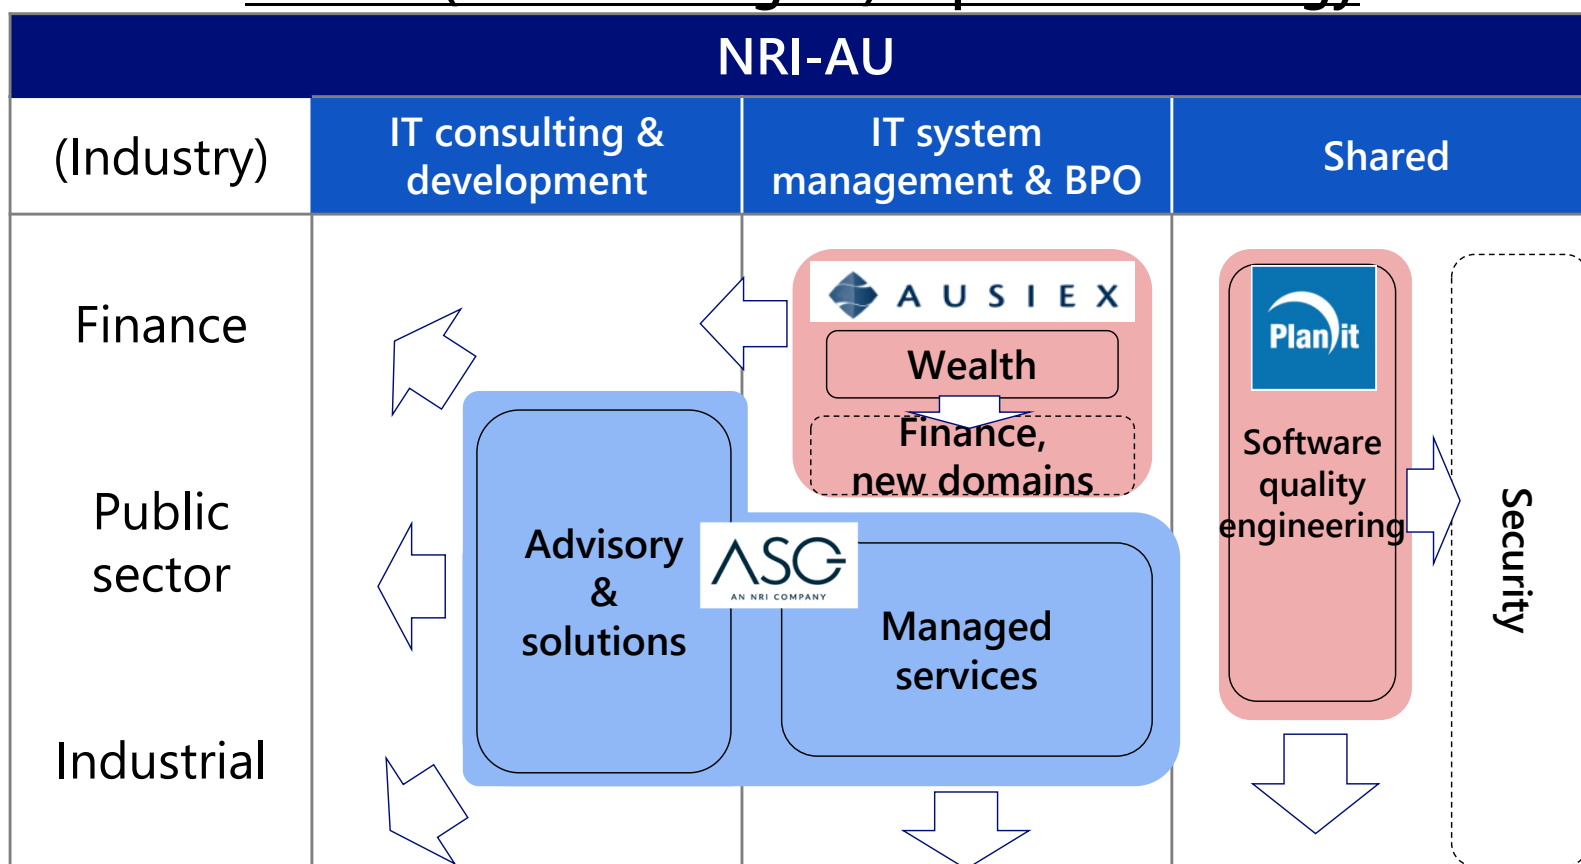 NRI-AU
(Industry)
IT consulting &
development
IT system
management & BPO
Shared
Finance
Public
sector
Industrial
AUSIEX
Wealth
Finance,
new domains
Advisory
&
solutions
ASG
AN NRI COMPANY
Managed
services
Planit
Software
quality
engineering
Security